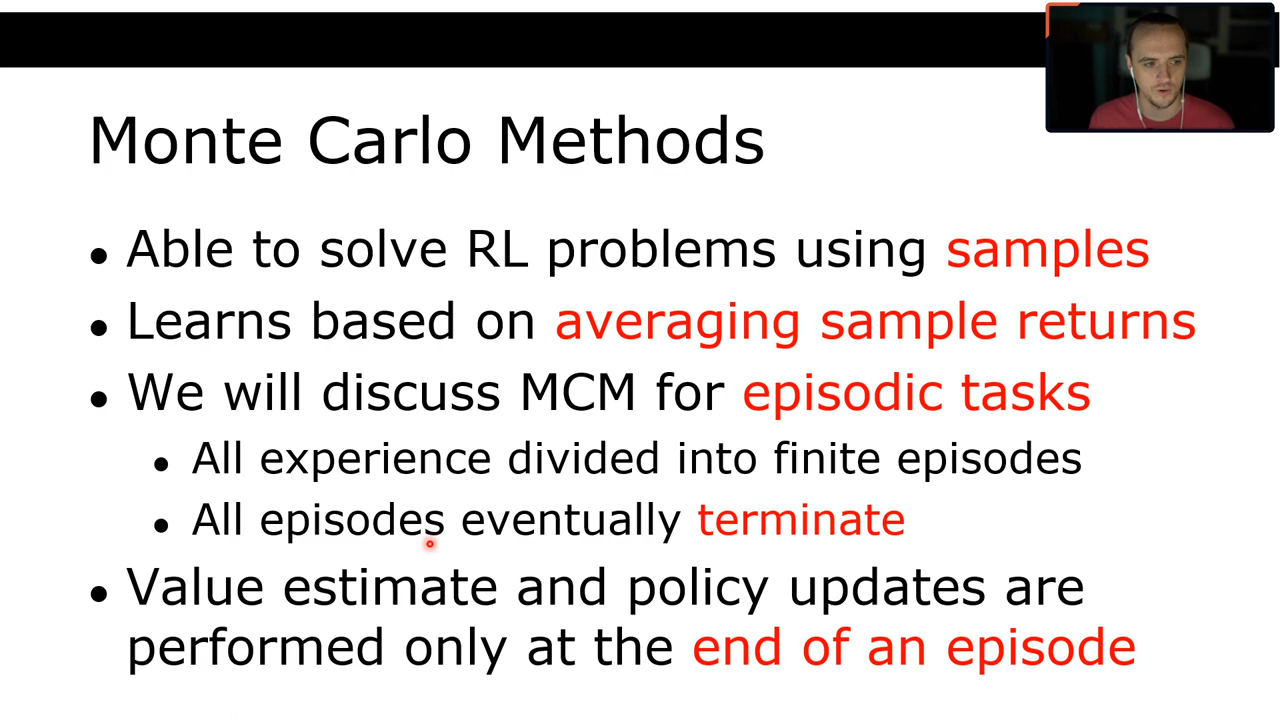 Monte Carlo Methods
• Able to solve RL problems using samples
• Learns based on averaging sample returns
• We will discuss MCM for episodic tasks
• All experience divided into finite episodes
• All episodes eventually terminate
• Value estimate and policy updates are
performed only at the end of an episode